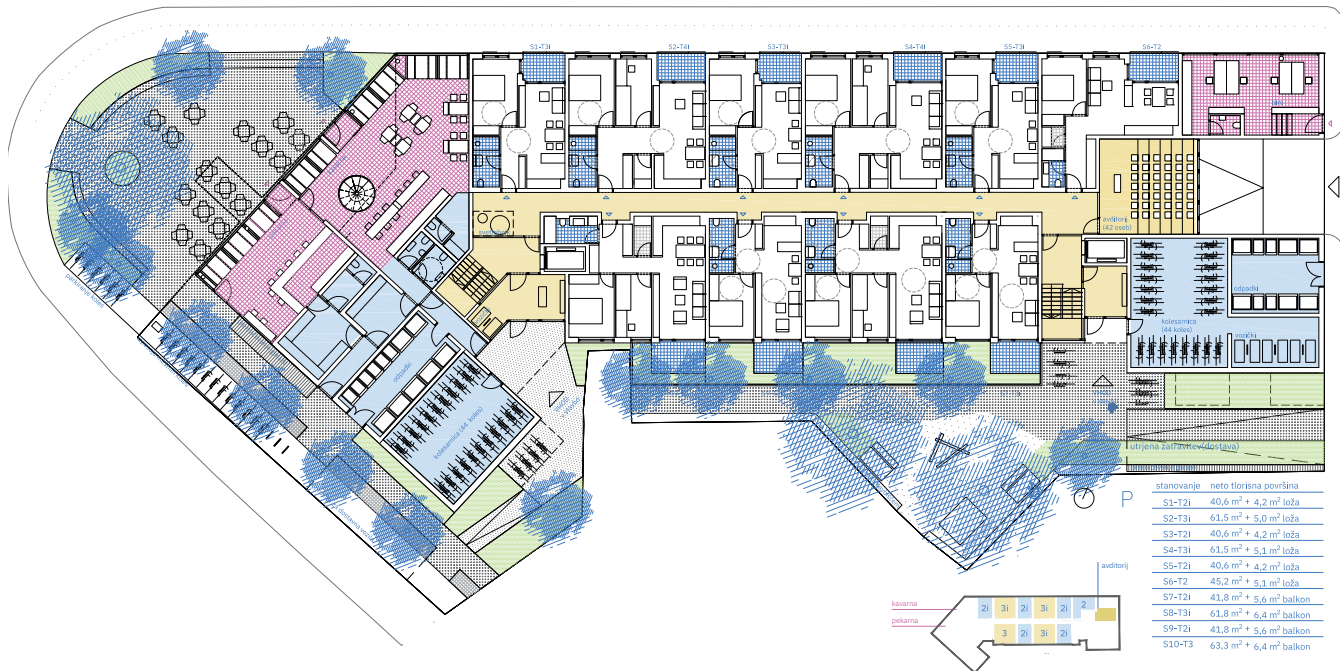 S1-T3i
S2-T4i
S3-T3i
S4-T4i
S5-T3i
S6-T2
avditorij
(42 oseb)
kolesarnica
(44 koles)
odpadki
vozički
odpadki
kolesarnica (44 koles)
utrjena zatravitev(dostava)
P
stanovanje neto tlorisna površina
S1-T2i 40,6 m² + 4,2 m² loža
S2-T3i 61,5 m² + 5,0 m² loža
S3-T2i 40,6 m² + 4,2 m² loža
S4-T3i 61,5 m² + 5,1 m² loža
S5-T2i 40,6 m² + 4,2 m² loža
S6-T2 45,2 m² + 5,1 m² loža
S7-T2i 41,8 m² + 5,6 m² balkon
S8-T3i 61,8 m² + 6,4 m² balkon
S9-T2i 41,8 m² + 5,6 m² balkon
S10-T3 63,3 m² + 6,4 m² balkon
avditorij
kavarna
pekarna
2i 3i 2i 3i 2i 2
3 2i 3i 2i